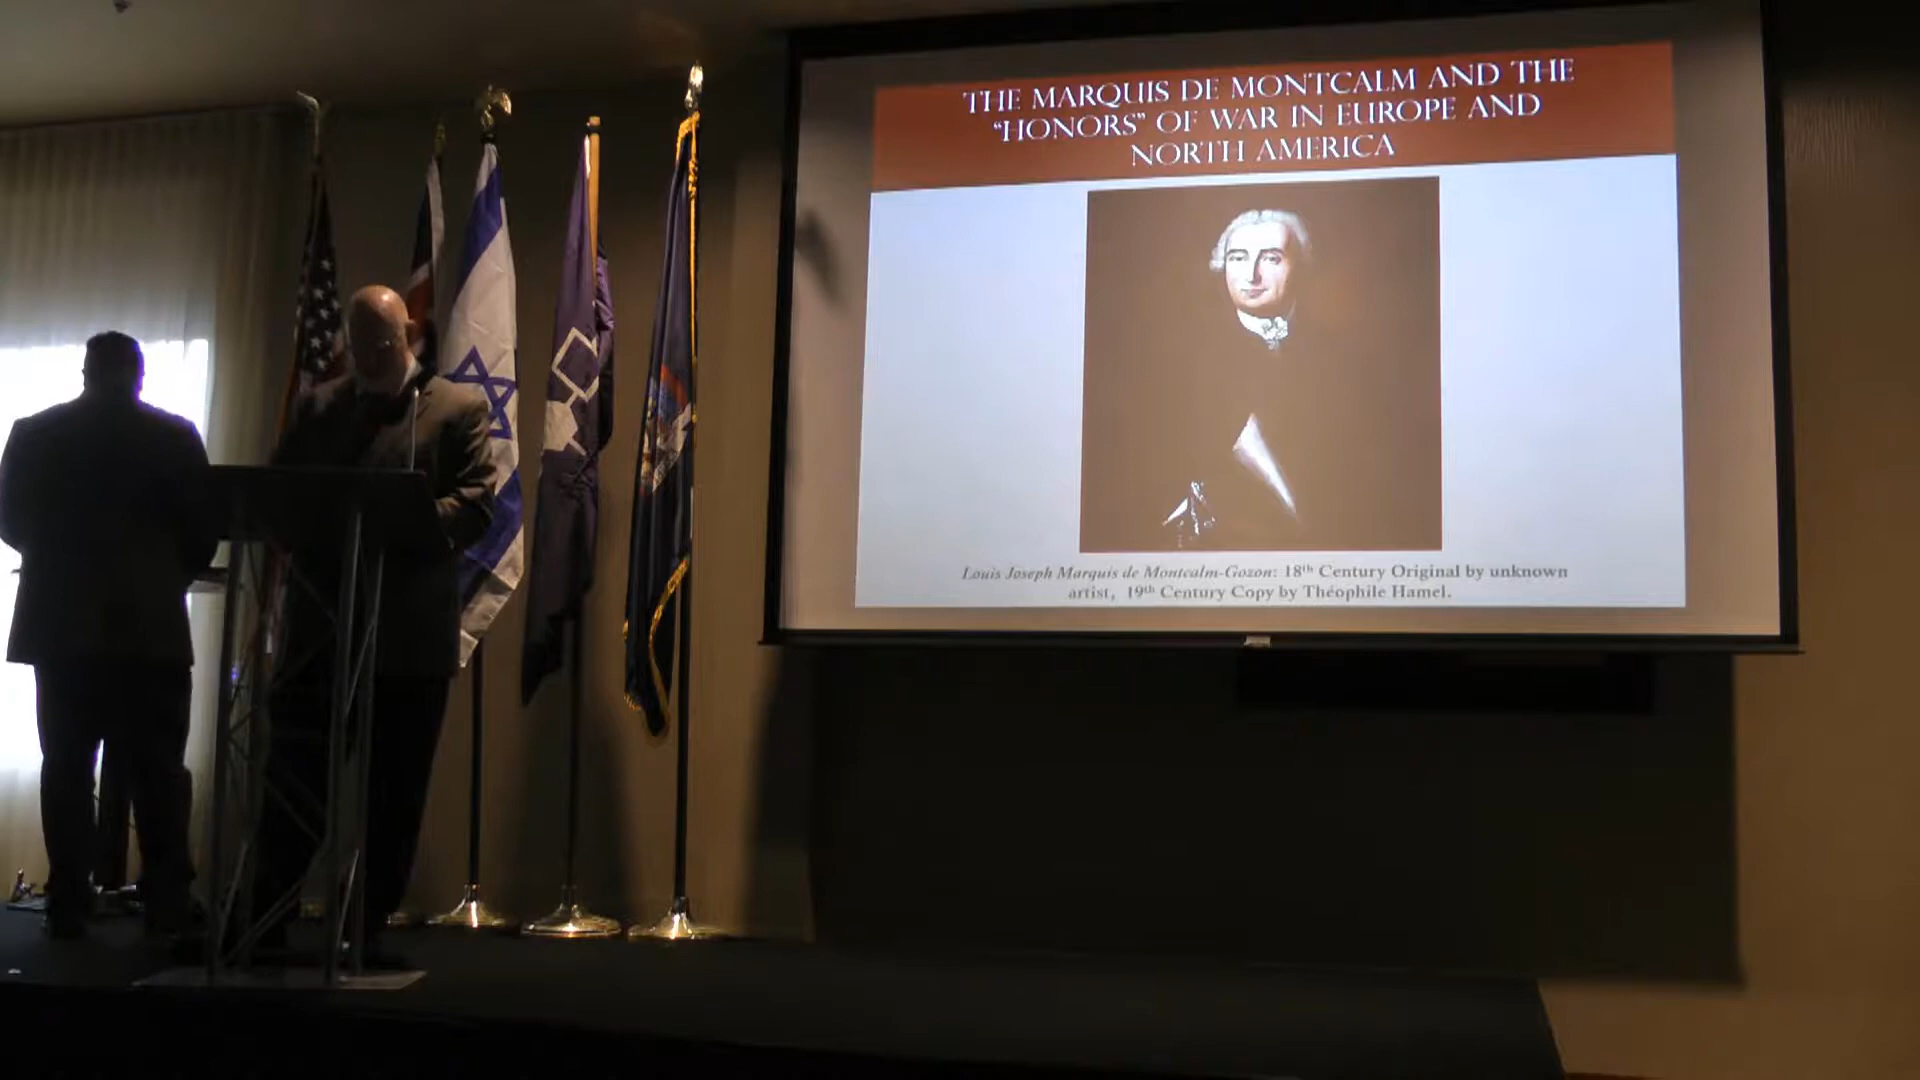 THE MARQUIS DE MONTCALM AND THE
“HONORS” OF WAR IN EUROPE AND
NORTH AMERICA
Louis Joseph Marquis de Montcalm-Gozon: 18th Century Original by unknown
artist, 19th Century Copy by Théophile Hamel.